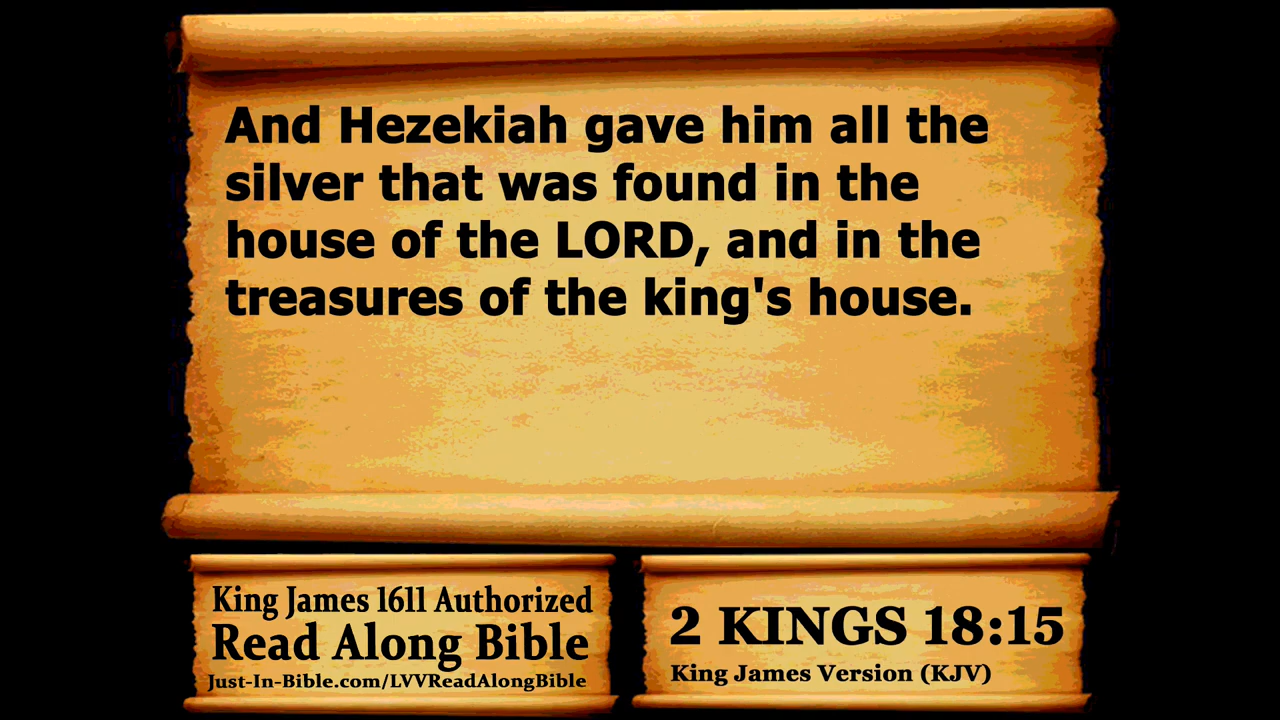 And Hezekiah gave him all the
silver that was found in the
house of the LORD, and in the
treasures of the king's house.
King James 1611 Authorized
Read Along Bible
Just-In-Bible.com/LVVReadAlongBible
2 KINGS 18:15
King James Version (KJV)